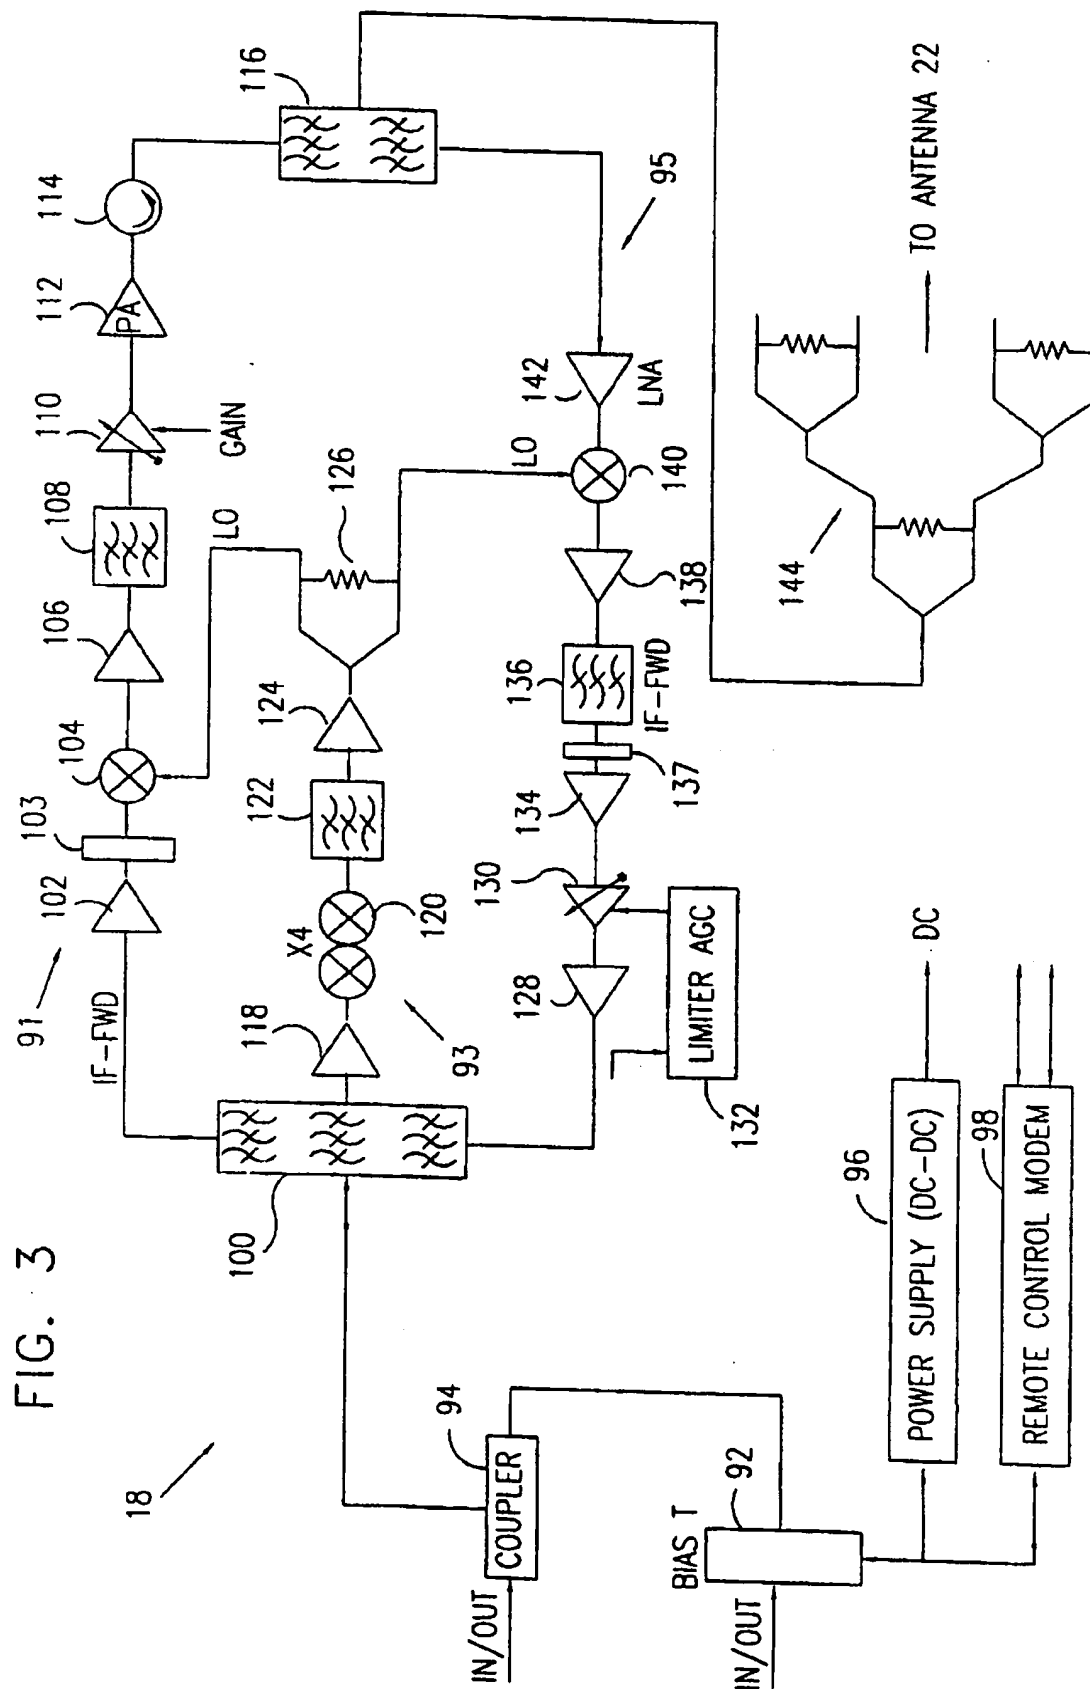 FIG. 3
18
91
IF-FWD
102
103
104
106
108
110
GAIN
112
PA
114
116
LO
93
118
X4
120
122
124
126
LO
100
95
128
130
LIMITER AGC
132
134
137
136
IF-FWD
138
140
142
LNA
144
TO ANTENNA 22
IN/OUT
COUPLER
94
IN/OUT
BIAS T
92
POWER SUPPLY (DC-DC)
96
DC
REMOTE CONTROL MODEM
98